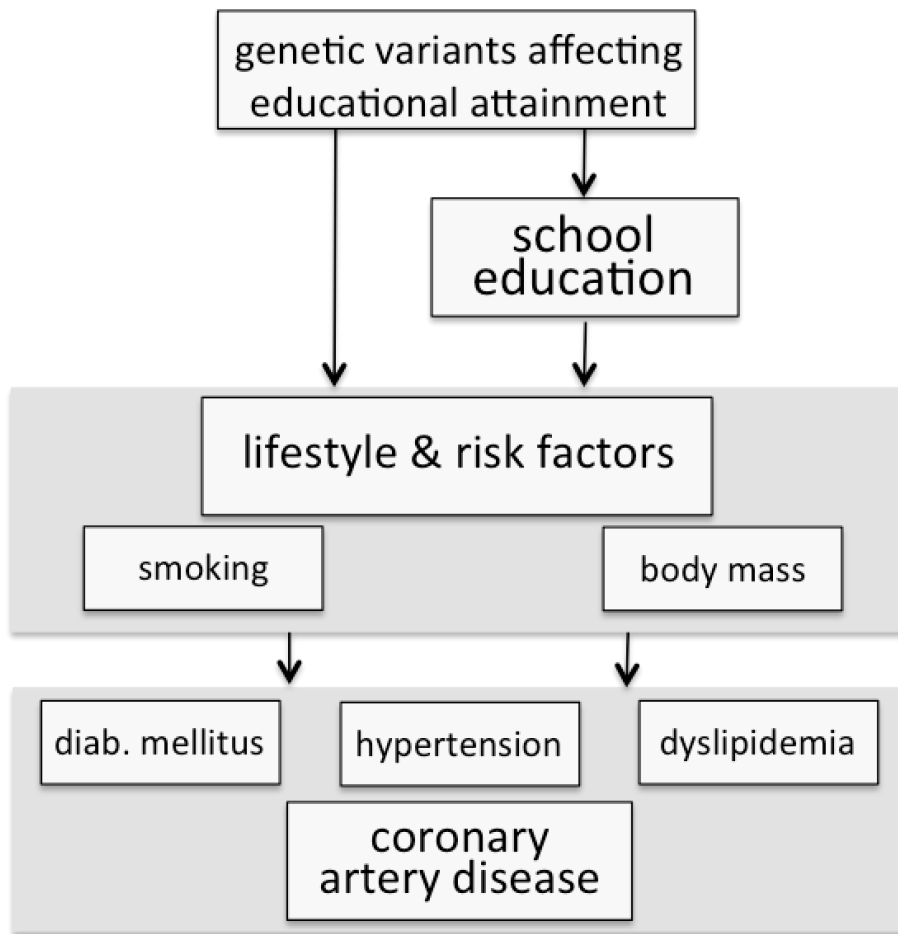 genetic variants affecting
educational attainment
school
education
lifestyle & risk factors
smoking
body mass
diab. mellitus
hypertension
dyslipidemia
coronary
artery disease